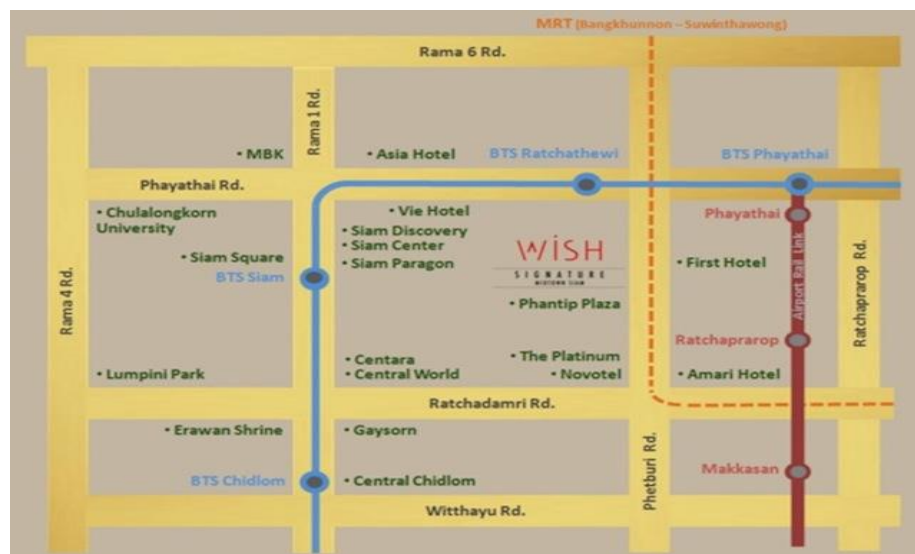 MRT (Bangkhunnon – Suwinthawong)
Rama 6 Rd.
Rama 1 Rd.
• MBK
• Asia Hotel
BTS Ratchathewi
BTS Phayathai
Phayathai Rd.
• Chulalongkorn
University
• Vie Hotel
• Siam Discovery
• Siam Center
• Siam Paragon
• Siam Square
BTS Siam
WISH
SIGNATURE
MIDTOWN SIAM
Phayathai
• First Hotel
Airport Rail Link
Ratchaprarop Rd.
Rama 4 Rd.
• Phantip Plaza
Ratchaprarop
• Lumpini Park
• Centara
• Central World
• The Platinum
• Novotel
• Amari Hotel
Ratchadamri Rd.
• Erawan Shrine
• Gaysorn
Phetburi Rd.
Makkasan
BTS Chidlom
• Central Chidlom
Witthayu Rd.